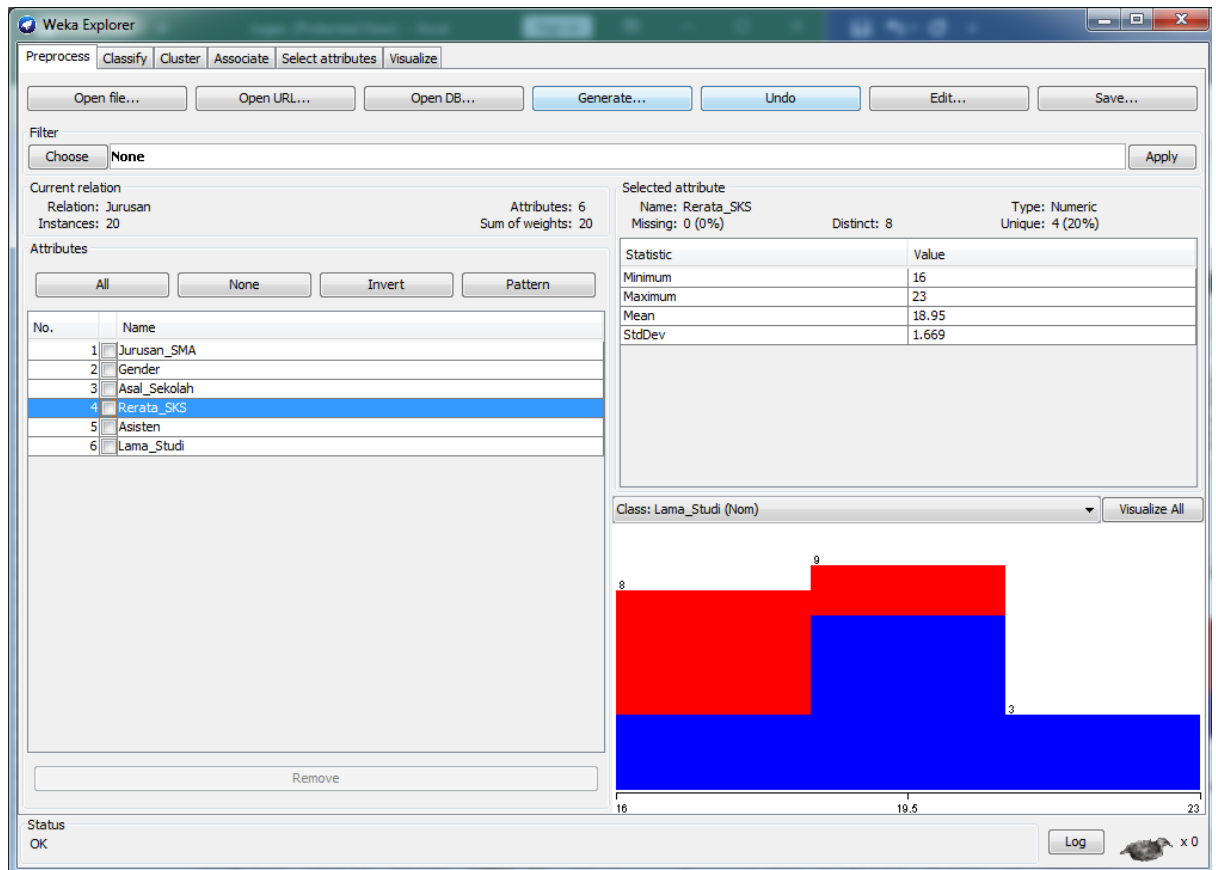 Weka Explorer
Preprocess Classify Cluster Associate Select attributes Visualize
Open file... Open URL... Open DB... Generate... Undo Edit... Save...
Filter
Choose None Apply
Current relation
Relation: Jurusan Attributes: 6
Instances: 20 Sum of weights: 20
Attributes
All None Invert Pattern
No. Name
1 Jurusan_SMA
2 Gender
3 Asal_Sekolah
4 Rerata_SKS
5 Asisten
6 Lama_Studi
Remove
Selected attribute
Name: Rerata_SKS Type: Numeric
Missing: 0 (0%) Distinct: 8 Unique: 4 (20%)
Statistic Value
Minimum 16
Maximum 23
Mean 18.95
StdDev 1.669
Class: Lama_Studi (Nom) Visualize All
9
8
3
16 19.5 23
Status
OK Log x 0